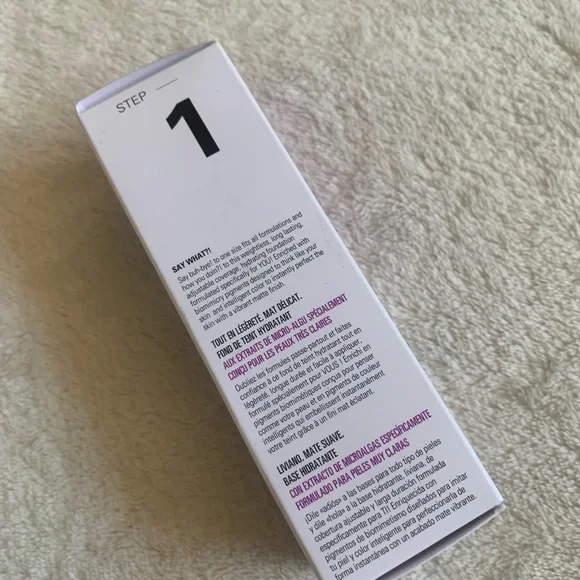 STEP
1
SAY WHAT?!
Say buh-bye! to one size fits all formulations and
how you doin?! to this weightless, long lasting,
adjustable coverage, hydrating foundation
formulated specifically for YOU! Enriched with
biomimizry pigments designed to think like your
skin and intelligent color to instantly perfect the
skin with a vibrant matte finish.
TOUT EN LÉGÈRETÉ, MAT DÉLICAT.
FOND DE TEINT HYDRATANT
AUX EXTRAITS DE MICRO-ALGU SPÉCIALEMENT
CONÇU POUR LES PEAUX TRÈS CLAIRES
Oubliez les formules passe-partout et faites
confiance à ce fond de teint hydratant tout en
légèreté, longue durée et facile à appliquer,
formulé spécialement pour VOUS ! Enrichi en
pigments biomimétiques conçus pour penser
comme votre peau et en pigments de couleur
intelligents qui embellissent instantanément
votre teint grâce à un fini mat éclatant.
LIVIANO. MATE SUAVE.
BASE HIDRATANTE
CON EXTRACTO DE MICROALGAS ESPECÍFICAMENTE
FORMULADO PARA PIELES MUY CLARAS
¡Dile «adiós» a las bases para todo tipo de pieles
y dile «hola» a la base hidratante, liviana, de
cobertura ajustable y larga duración formulada
específicamente para TI! Enriquecida con
pigmentos de biomimetismo diseñados para imitar
tu piel y color inteligente para perfeccionarla de
forma instantánea con un acabado mate vibrante.